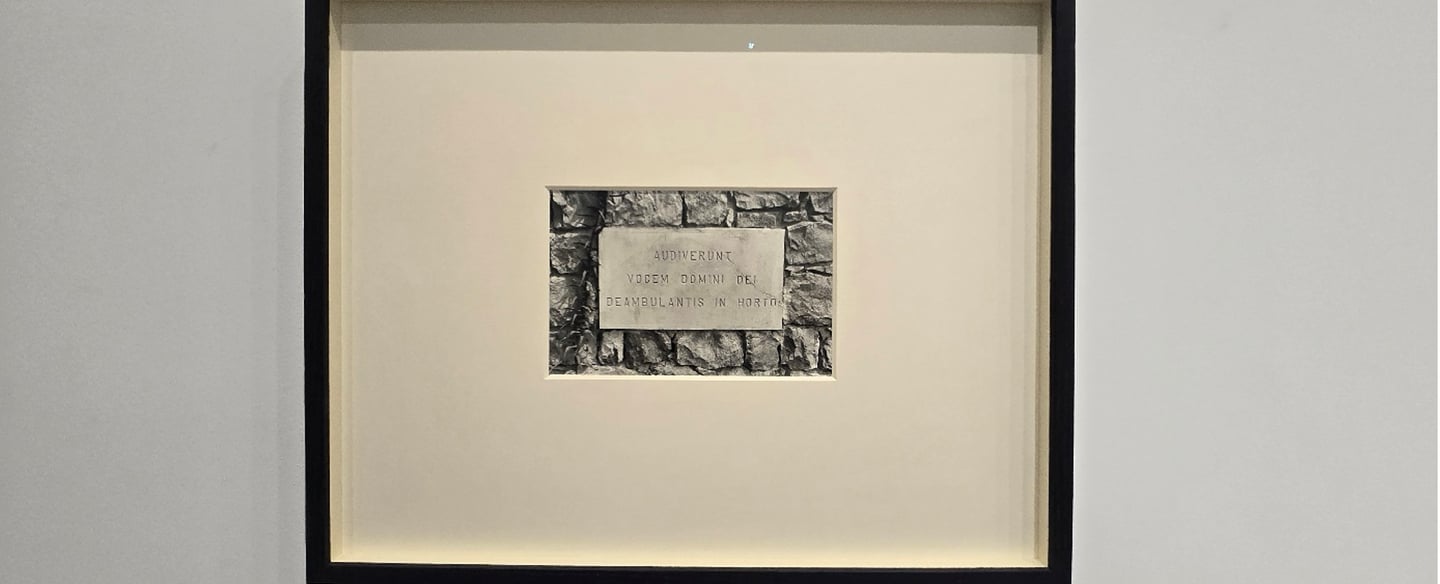 AUDIVERUNT
VOCEM DOMINI DEI
DEAMBULANTIS IN HORTO